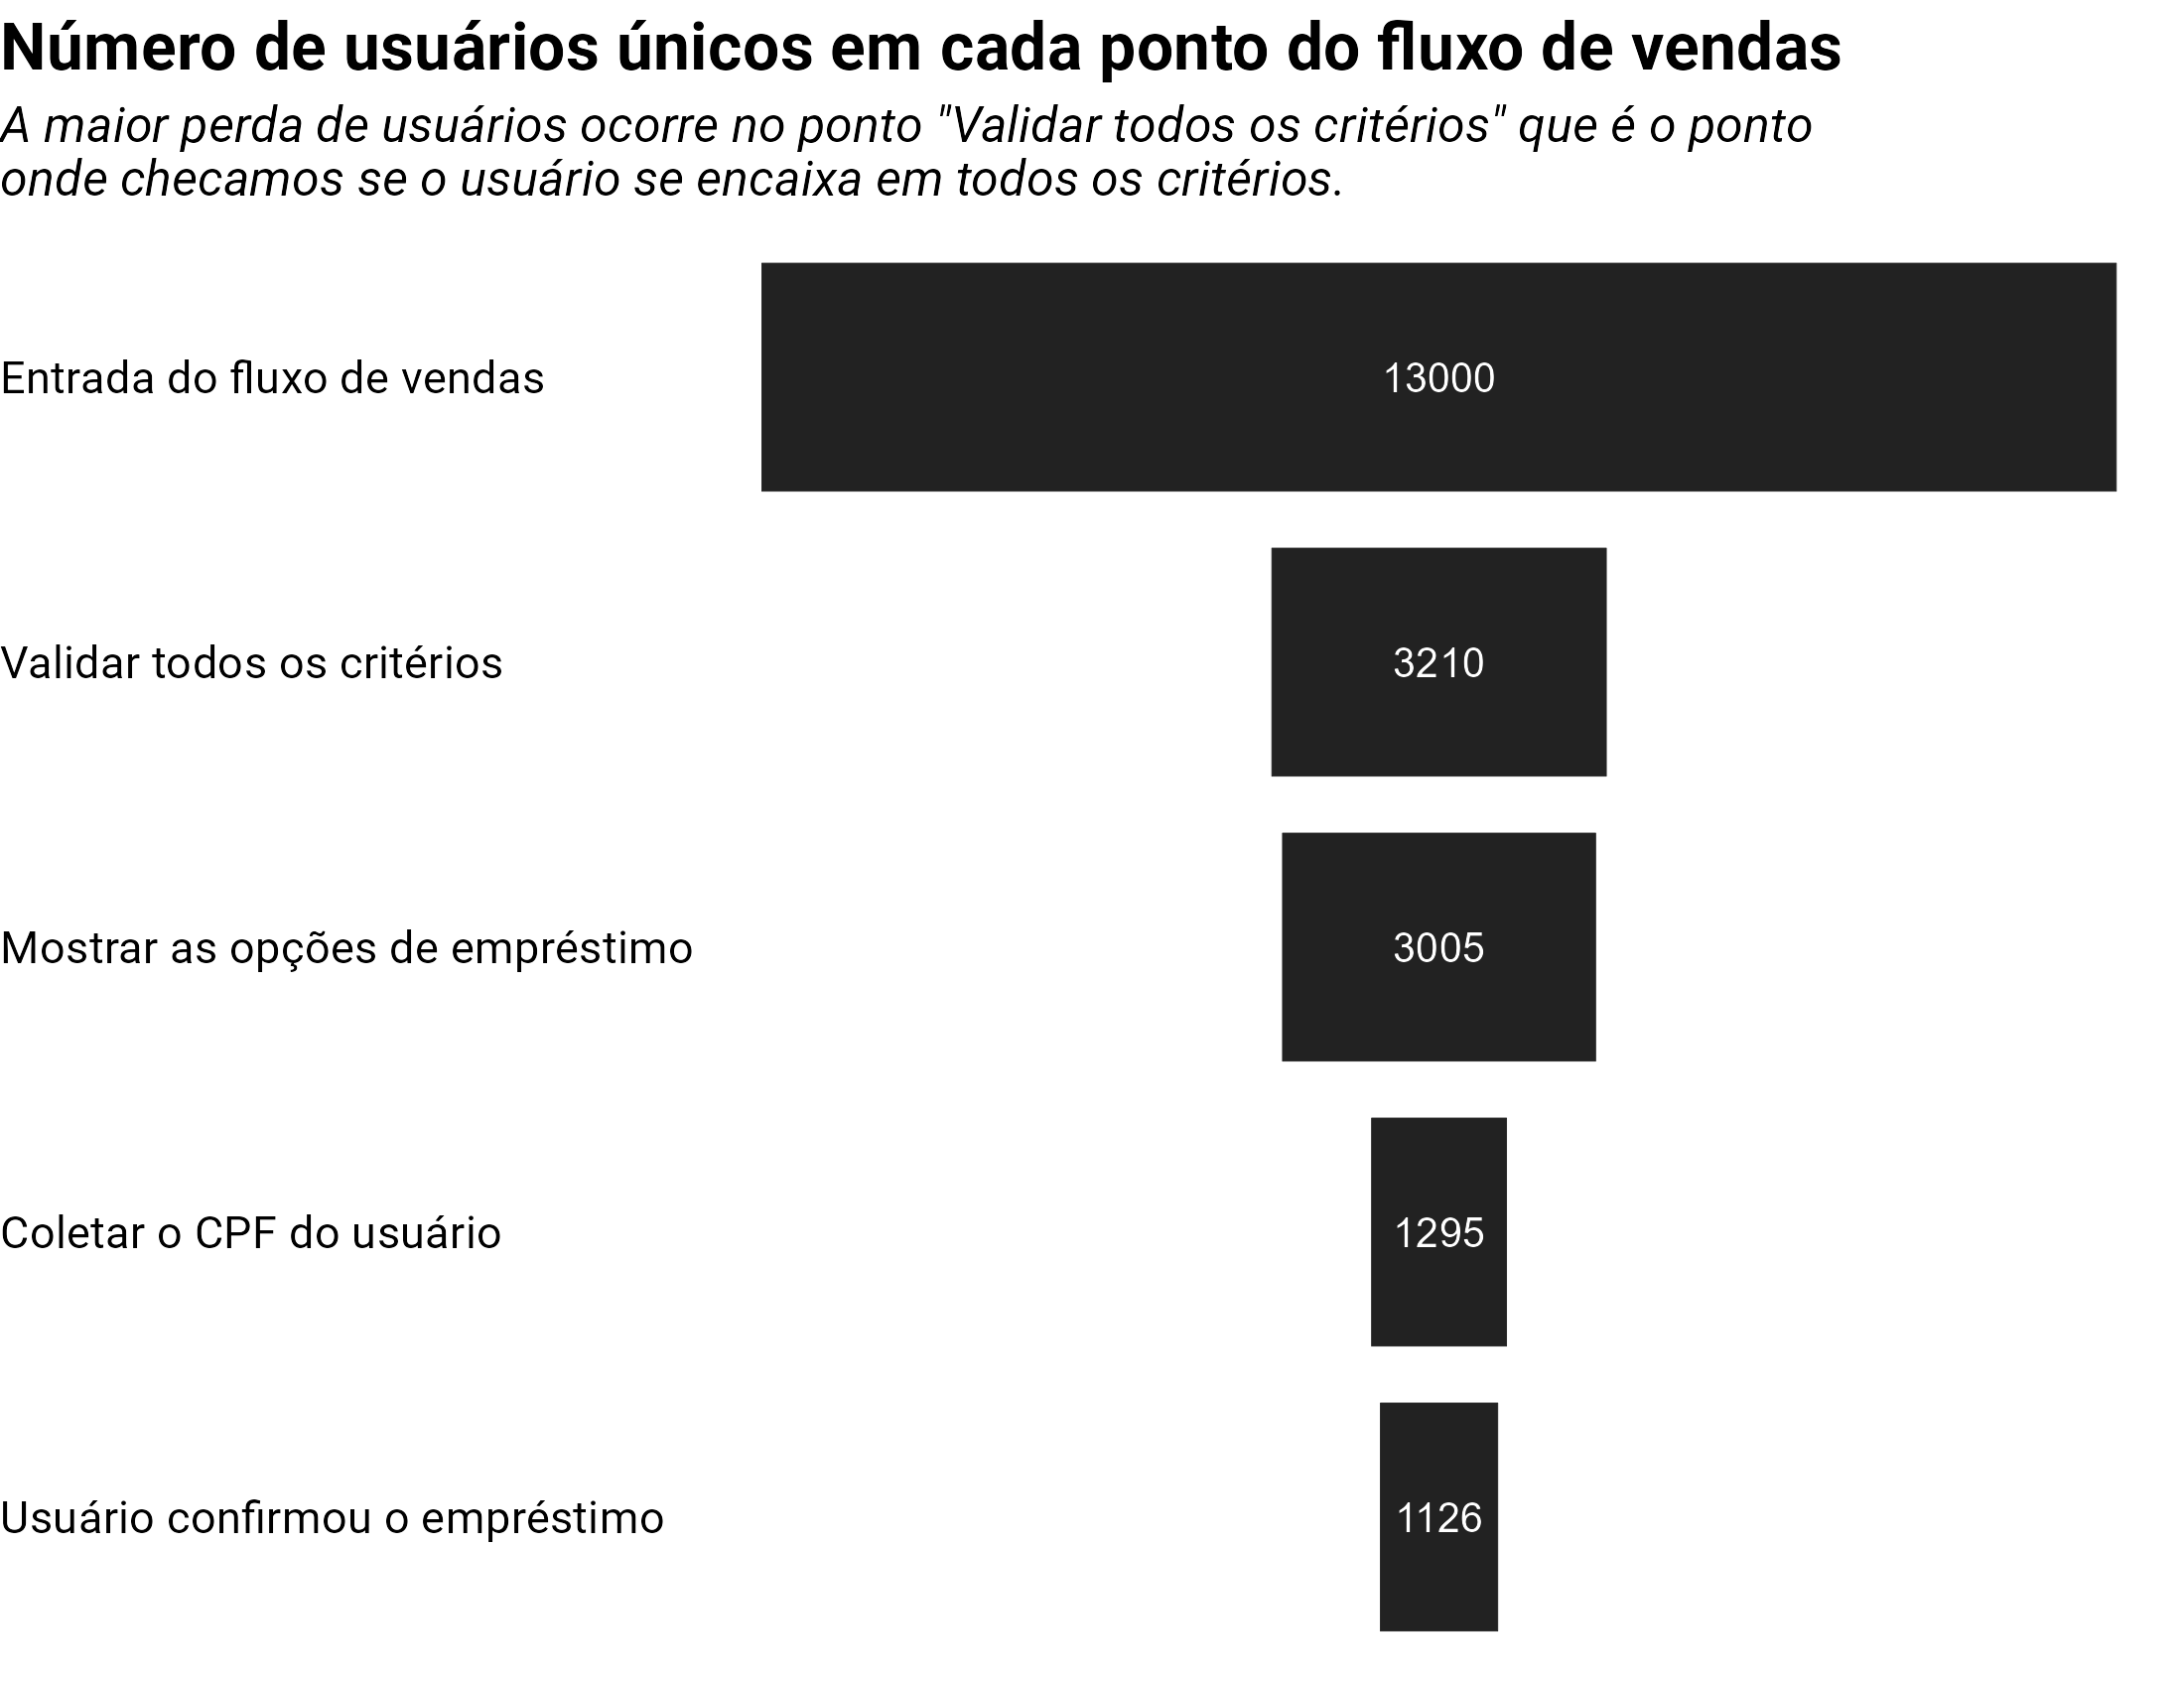 Número de usuários únicos em cada ponto do fluxo de vendas
A maior perda de usuários ocorre no ponto "Validar todos os critérios" que é o ponto
onde checamos se o usuário se encaixa em todos os critérios.
Entrada do fluxo de vendas
13000
Validar todos os critérios
3210
Mostrar as opções de empréstimo
3005
Coletar o CPF do usuário
1295
Usuário confirmou o empréstimo
1126